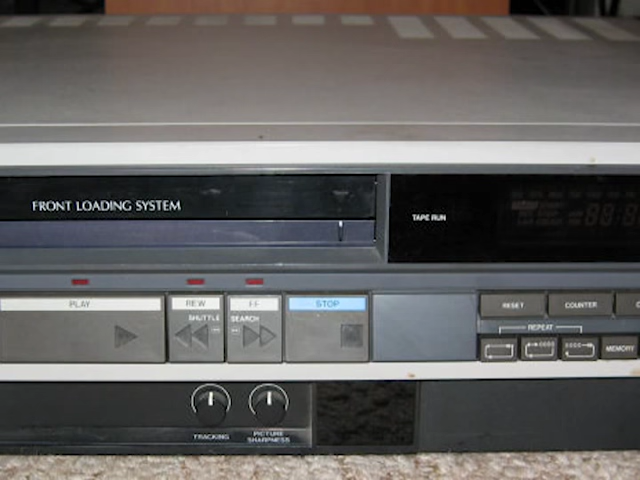 FRONT LOADING SYSTEM
TAPE RUN
PLAY
REW
FF
STOP
SHUTTLE
SEARCH
RESET
COUNTER
REPEAT
MEMORY
TRACKING
PICTURE
SHARPNESS